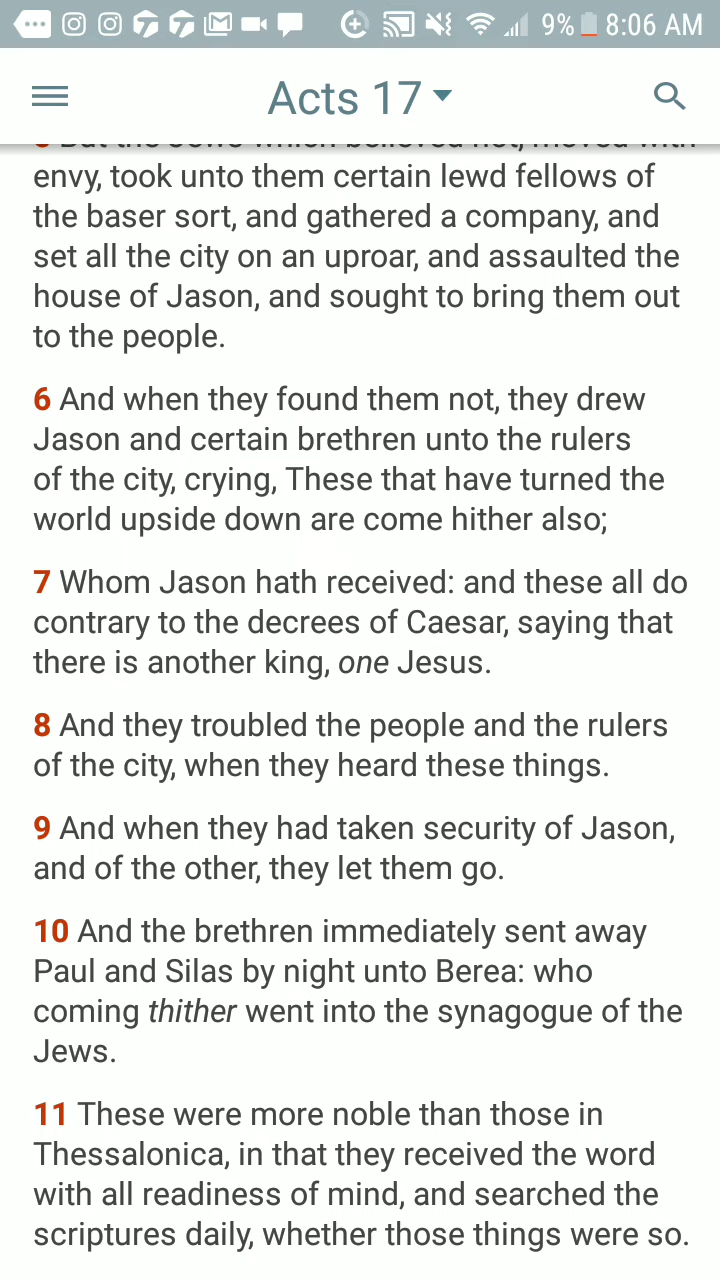 9% 8:06 AM
Acts 17
5 But the Jews which believed not, moved with
envy, took unto them certain lewd fellows of
the baser sort, and gathered a company, and
set all the city on an uproar, and assaulted the
house of Jason, and sought to bring them out
to the people.
6 And when they found them not, they drew
Jason and certain brethren unto the rulers
of the city, crying, These that have turned the
world upside down are come hither also;
7 Whom Jason hath received: and these all do
contrary to the decrees of Caesar, saying that
there is another king, one Jesus.
8 And they troubled the people and the rulers
of the city, when they heard these things.
9 And when they had taken security of Jason,
and of the other, they let them go.
10 And the brethren immediately sent away
Paul and Silas by night unto Berea: who
coming thither went into the synagogue of the
Jews.
11 These were more noble than those in
Thessalonica, in that they received the word
with all readiness of mind, and searched the
scriptures daily, whether those things were so.